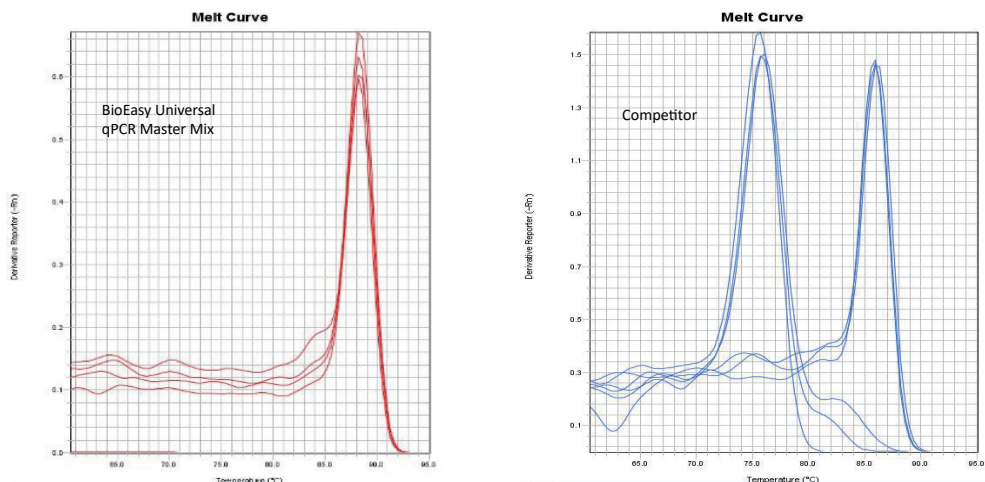 Melt Curve
BioEasy Universal
qPCR Master Mix
Derivative Reporter (-Rn)
0.6
0.5
0.4
0.3
0.2
0.1
0.0
65.0 70.0 75.0 80.0 85.0 90.0 95.0
Temperature (°C)
Melt Curve
Competitor
Derivative Reporter (-Rn)
1.5
1.3
1.1
0.9
0.7
0.5
0.3
0.1
65.0 70.0 75.0 80.0 85.0 90.0 95.0
Temperature (°C)